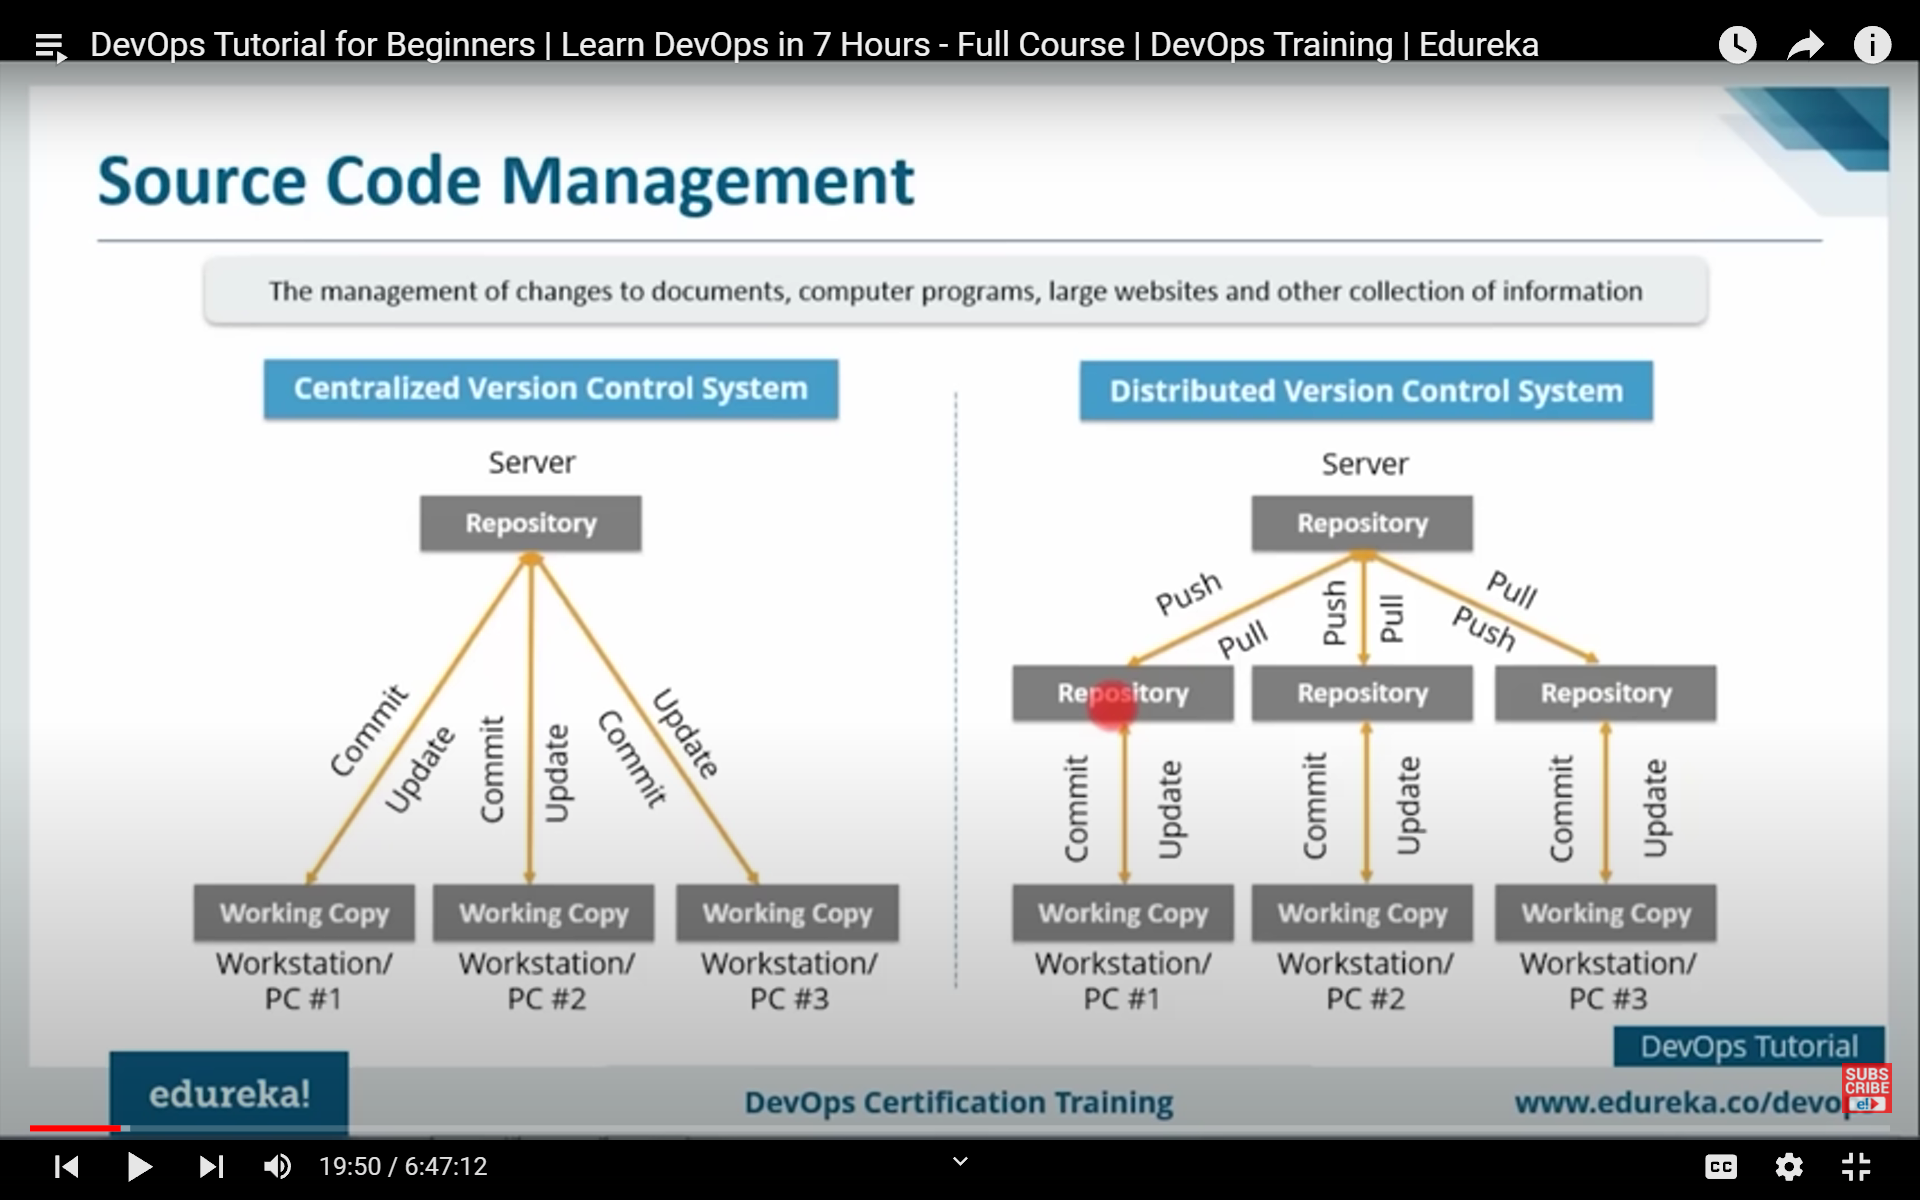 DevOps Tutorial for Beginners | Learn DevOps in 7 Hours - Full Course | DevOps Training | Edureka
Source Code Management
The management of changes to documents, computer programs, large websites and other collection of information
Centralized Version Control System
Server
Repository
Commit
Update
Commit
Update
Commit
Update
Working Copy
Working Copy
Working Copy
Workstation/
PC #1
Workstation/
PC #2
Workstation/
PC #3
Distributed Version Control System
Server
Repository
Push
Pull
Push
Pull
Pull
Push
Repository
Repository
Repository
Commit
Update
Commit
Update
Commit
Update
Working Copy
Working Copy
Working Copy
Workstation/
PC #1
Workstation/
PC #2
Workstation/
PC #3
DevOps Tutorial
edureka!
DevOps Certification Training
www.edureka.co/devops
SUBS
CRIBE
e!
19:50 / 6:47:12
CC